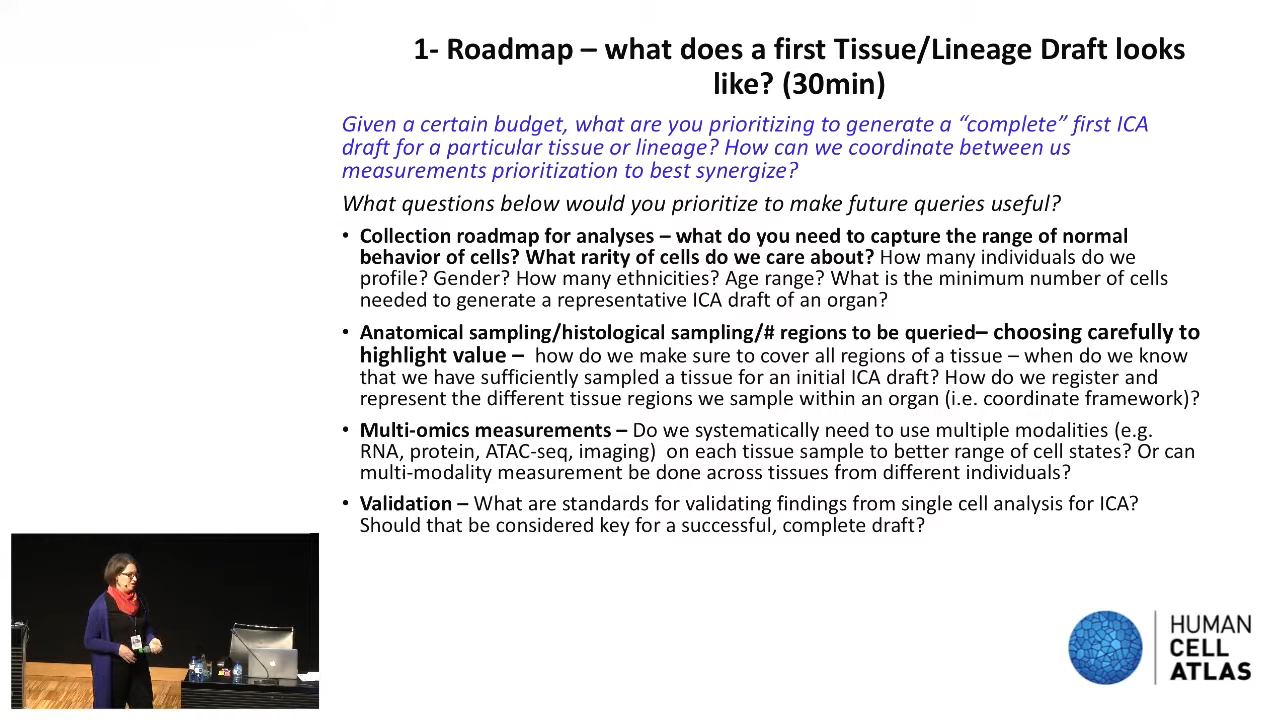 1- Roadmap – what does a first Tissue/Lineage Draft looks
like? (30min)
Given a certain budget, what are you prioritizing to generate a “complete” first ICA
draft for a particular tissue or lineage? How can we coordinate between us
measurements prioritization to best synergize?
What questions below would you prioritize to make future queries useful?
• Collection roadmap for analyses – what do you need to capture the range of normal
behavior of cells? What rarity of cells do we care about? How many individuals do we
profile? Gender? How many ethnicities? Age range? What is the minimum number of cells
needed to generate a representative ICA draft of an organ?
• Anatomical sampling/histological sampling/# regions to be queried– choosing carefully to
highlight value – how do we make sure to cover all regions of a tissue – when do we know
that we have sufficiently sampled a tissue for an initial ICA draft? How do we register and
represent the different tissue regions we sample within an organ (i.e. coordinate framework)?
• Multi-omics measurements – Do we systematically need to use multiple modalities (e.g.
RNA, protein, ATAC-seq, imaging) on each tissue sample to better range of cell states? Or can
multi-modality measurement be done across tissues from different individuals?
• Validation – What are standards for validating findings from single cell analysis for ICA?
Should that be considered key for a successful, complete draft?
HUMAN
CELL
ATLAS